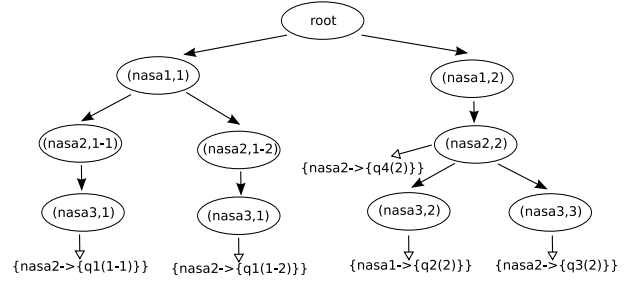 root
(nasa1,1)
(nasa1,2)
(nasa2,1-1)
(nasa2,1-2)
(nasa2,2)
{nasa2->{q4(2)}}
(nasa3,1)
(nasa3,1)
(nasa3,2)
(nasa3,3)
{nasa2->{q1(1-1)}}
{nasa2->{q1(1-2)}}
{nasa1->{q2(2)}}
{nasa2->{q3(2)}}